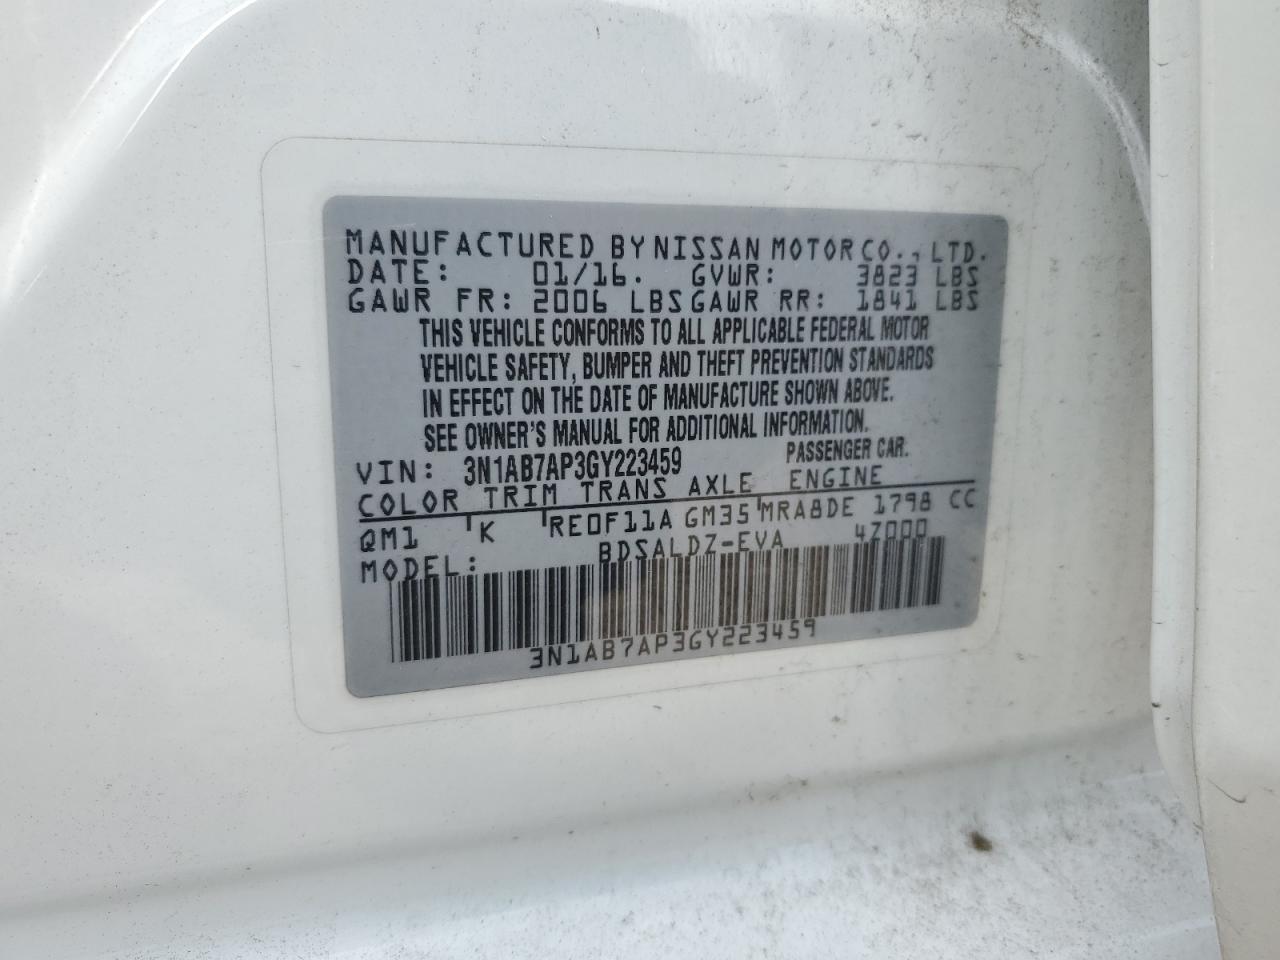 MANUFACTURED BY NISSAN MOTOR CO., LTD.
DATE: 01/16. GVWR: 3823 LBS
GAWR FR: 2006 LBS GAWR RR: 1841 LBS
THIS VEHICLE CONFORMS TO ALL APPLICABLE FEDERAL MOTOR
VEHICLE SAFETY, BUMPER AND THEFT PREVENTION STANDARDS
IN EFFECT ON THE DATE OF MANUFACTURE SHOWN ABOVE.
SEE OWNER'S MANUAL FOR ADDITIONAL INFORMATION.
VIN: 3N1AB7AP3GY223459 PASSENGER CAR.
COLOR TRIM TRANS AXLE ENGINE
QM1 K RE0F11A GM35 MRA8DE 1798 CC
MODEL: BDSALDZ-EVA 4Z000
3N1AB7AP3GY223459